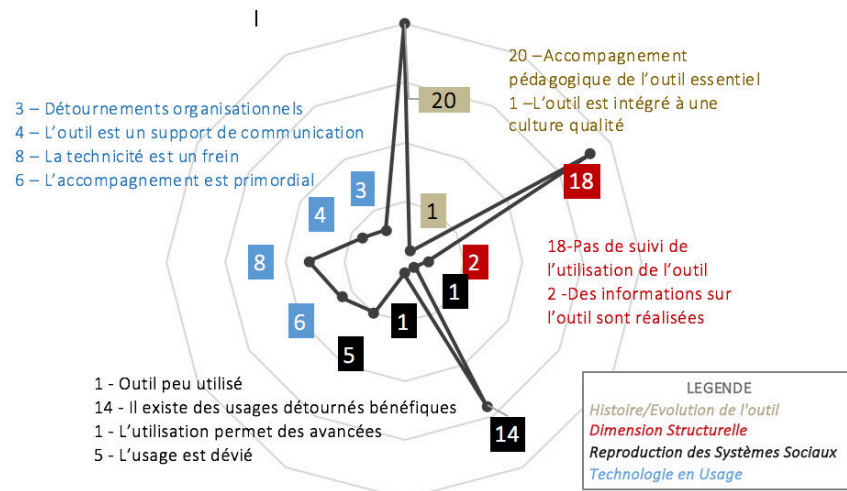 I
20 –Accompagnement
pédagogique de l'outil essentiel
1 –L'outil est intégré à une
culture qualité
3 – Détournements organisationnels
4 – L'outil est un support de communication
8 – La technicité est un frein
6 – L'accompagnement est primordial
20
18
3
1
4
8
2
1
6
1
5
14
18-Pas de suivi de
l'utilisation de l'outil
2 -Des informations sur
l'outil sont réalisées
1 - Outil peu utilisé
14 - Il existe des usages détournés bénéfiques
1 - L'utilisation permet des avancées
5 - L'usage est dévié
LEGENDE
Histoire/Evolution de l'outil
Dimension Structurelle
Reproduction des Systèmes Sociaux
Technologie en Usage